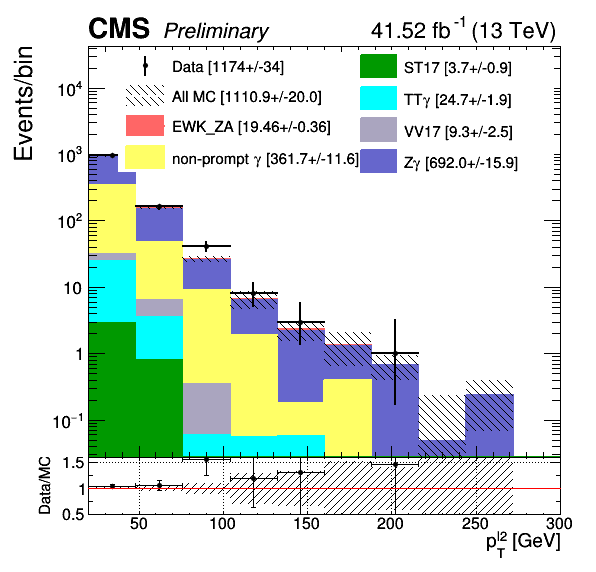 CMS Preliminary 41.52 fb⁻¹ (13 TeV)
Events/bin
Data [1174+/-34]
All MC [1110.9+/-20.0]
EWK_ZA [19.46+/-0.36]
non-prompt γ [361.7+/-11.6]
ST17 [3.7+/-0.9]
TTγ [24.7+/-1.9]
VV17 [9.3+/-2.5]
Zγ [692.0+/-15.9]
10⁴
10³
10²
10
1
10⁻¹
Data/MC
1.5
1
0.5
50 100 150 200 250 300
p_T^l2 [GeV]